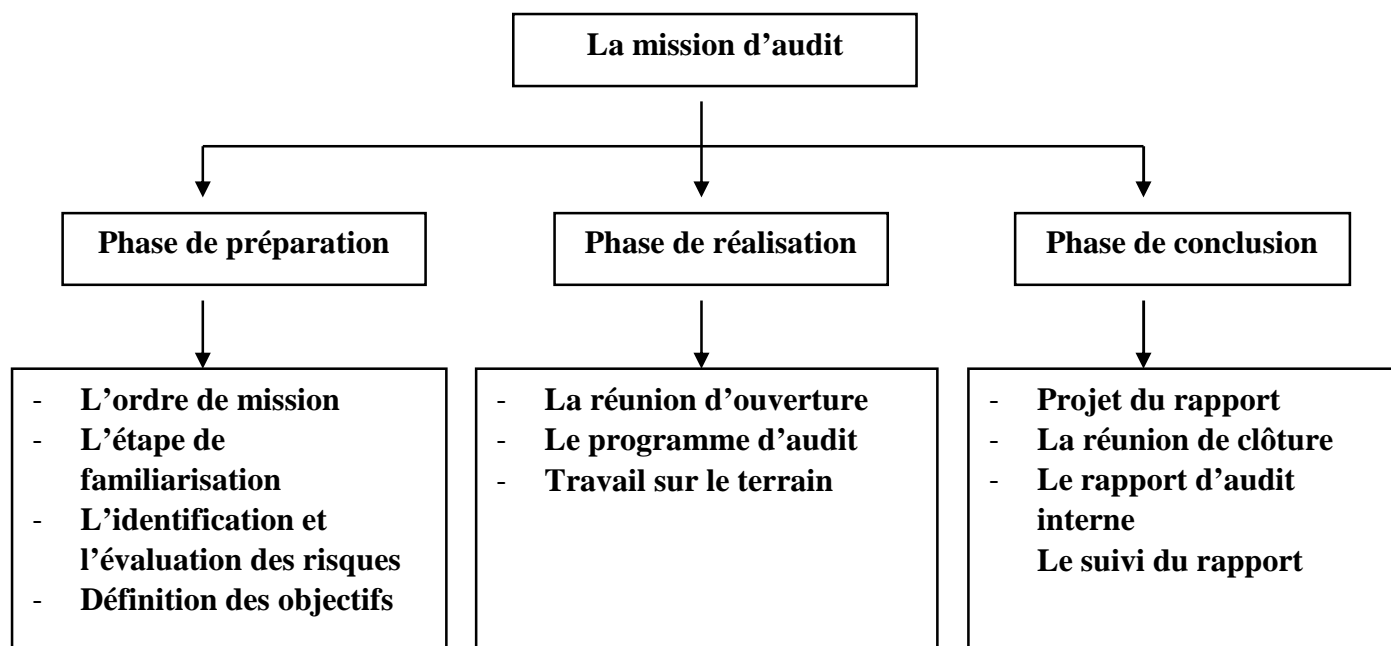 La mission d’audit
Phase de préparation
Phase de réalisation
Phase de conclusion
- L’ordre de mission
- L’étape de
familiarisation
- L’identification et
l’évaluation des risques
- Définition des objectifs
- La réunion d’ouverture
- Le programme d’audit
- Travail sur le terrain
- Projet du rapport
- La réunion de clôture
- Le rapport d’audit
interne
Le suivi du rapport